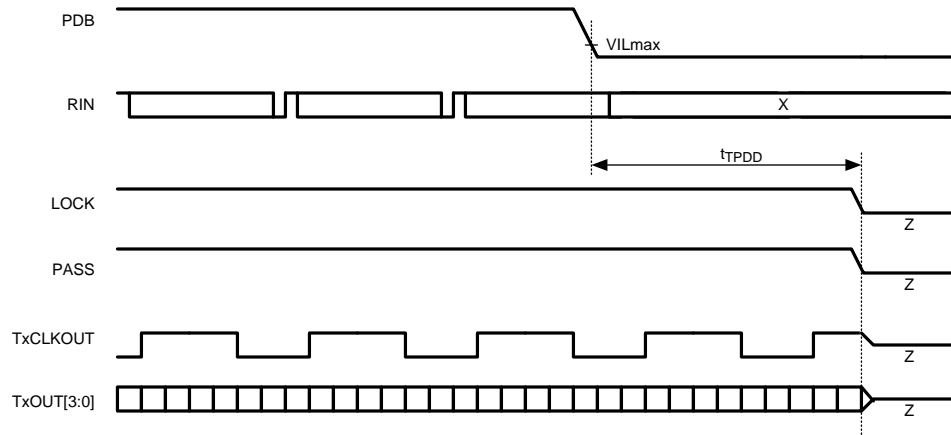 PDB
VILmax
RIN
X
tTPDD
LOCK
Z
PASS
Z
TxCLKOUT
Z
TxOUT[3:0]
Z